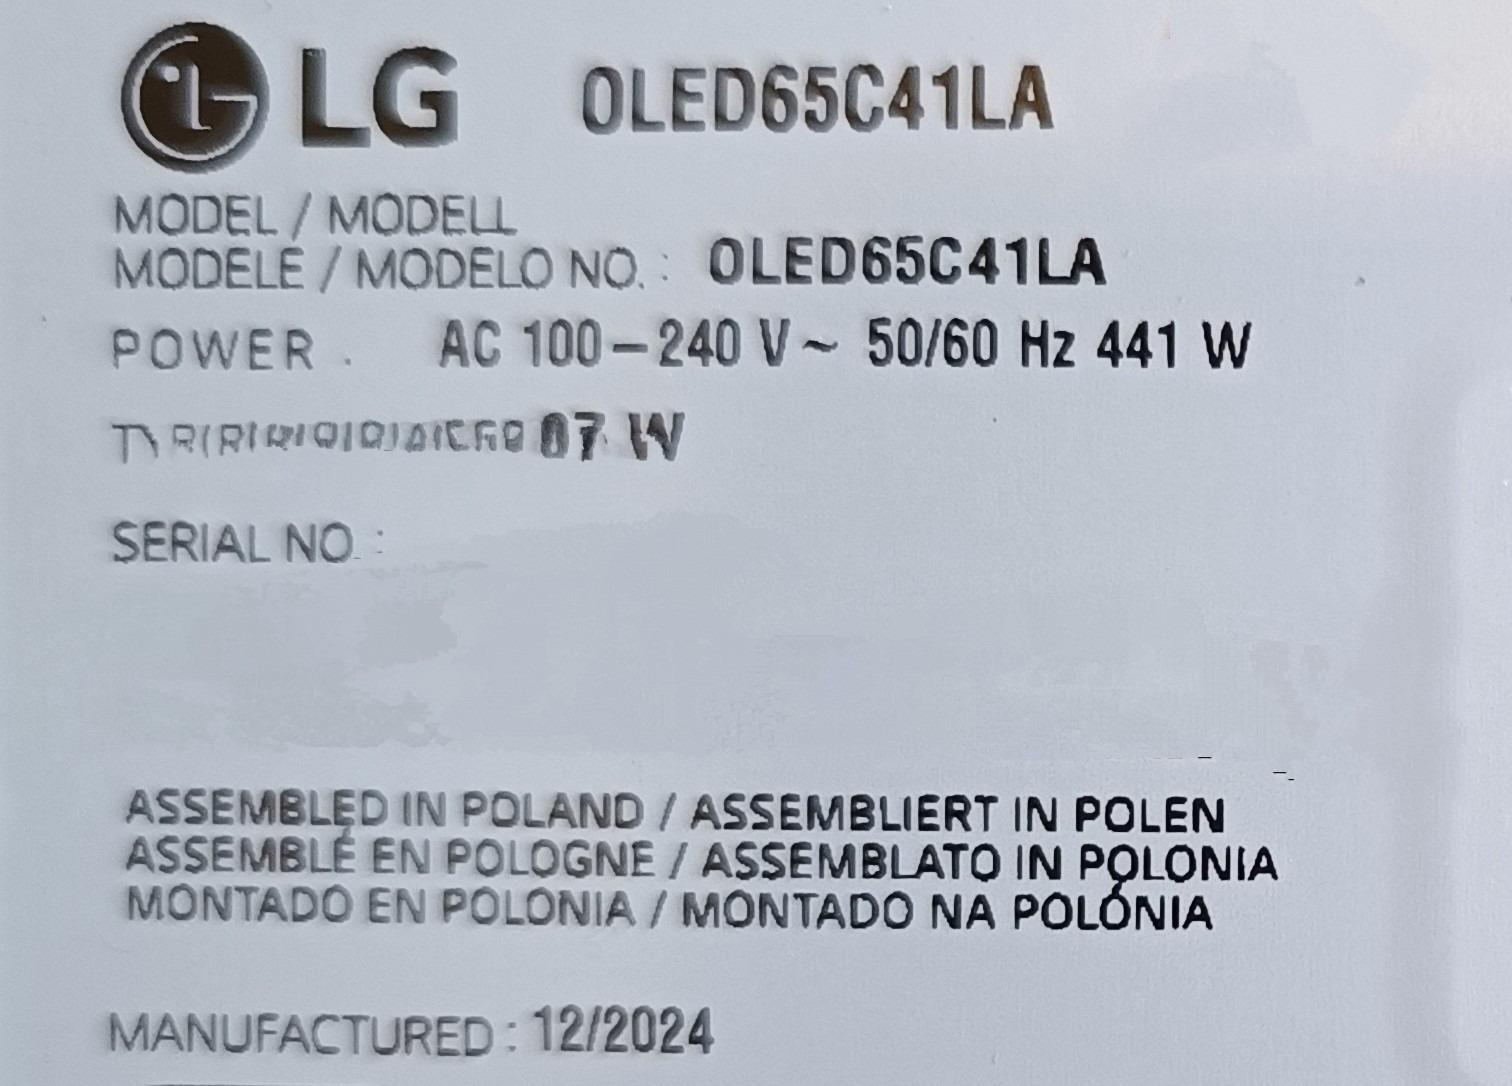 LG OLED65C41LA
MODEL / MODELL
MODÈLE / MODELO NO. : OLED65C41LA
POWER : AC 100-240 V~ 50/60 Hz 441 W
W
SERIAL NO. :
ASSEMBLED IN POLAND / ASSEMBLIERT IN POLEN
ASSEMBLÉ EN POLOGNE / ASSEMBLATO IN POLONIA
MONTADO EN POLONIA / MONTADO NA POLÓNIA
MANUFACTURED : 12/2024